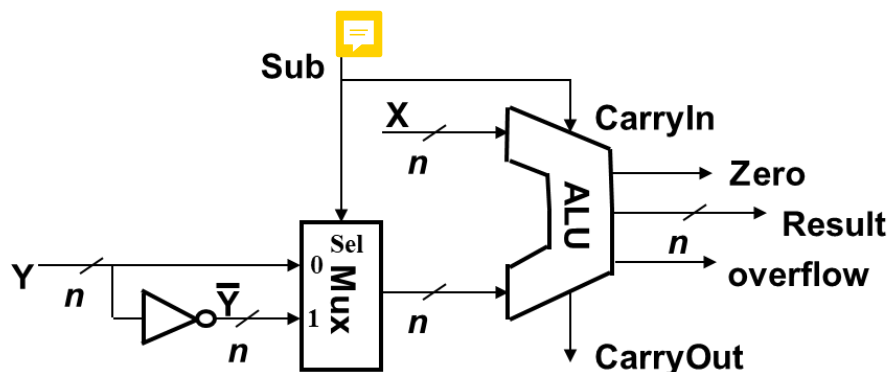 Sub
X
n
CarryIn
Zero
ALU
n
Result
Sel
Y
n
0
Mux
n
overflow
Y̅
n
1
CarryOut